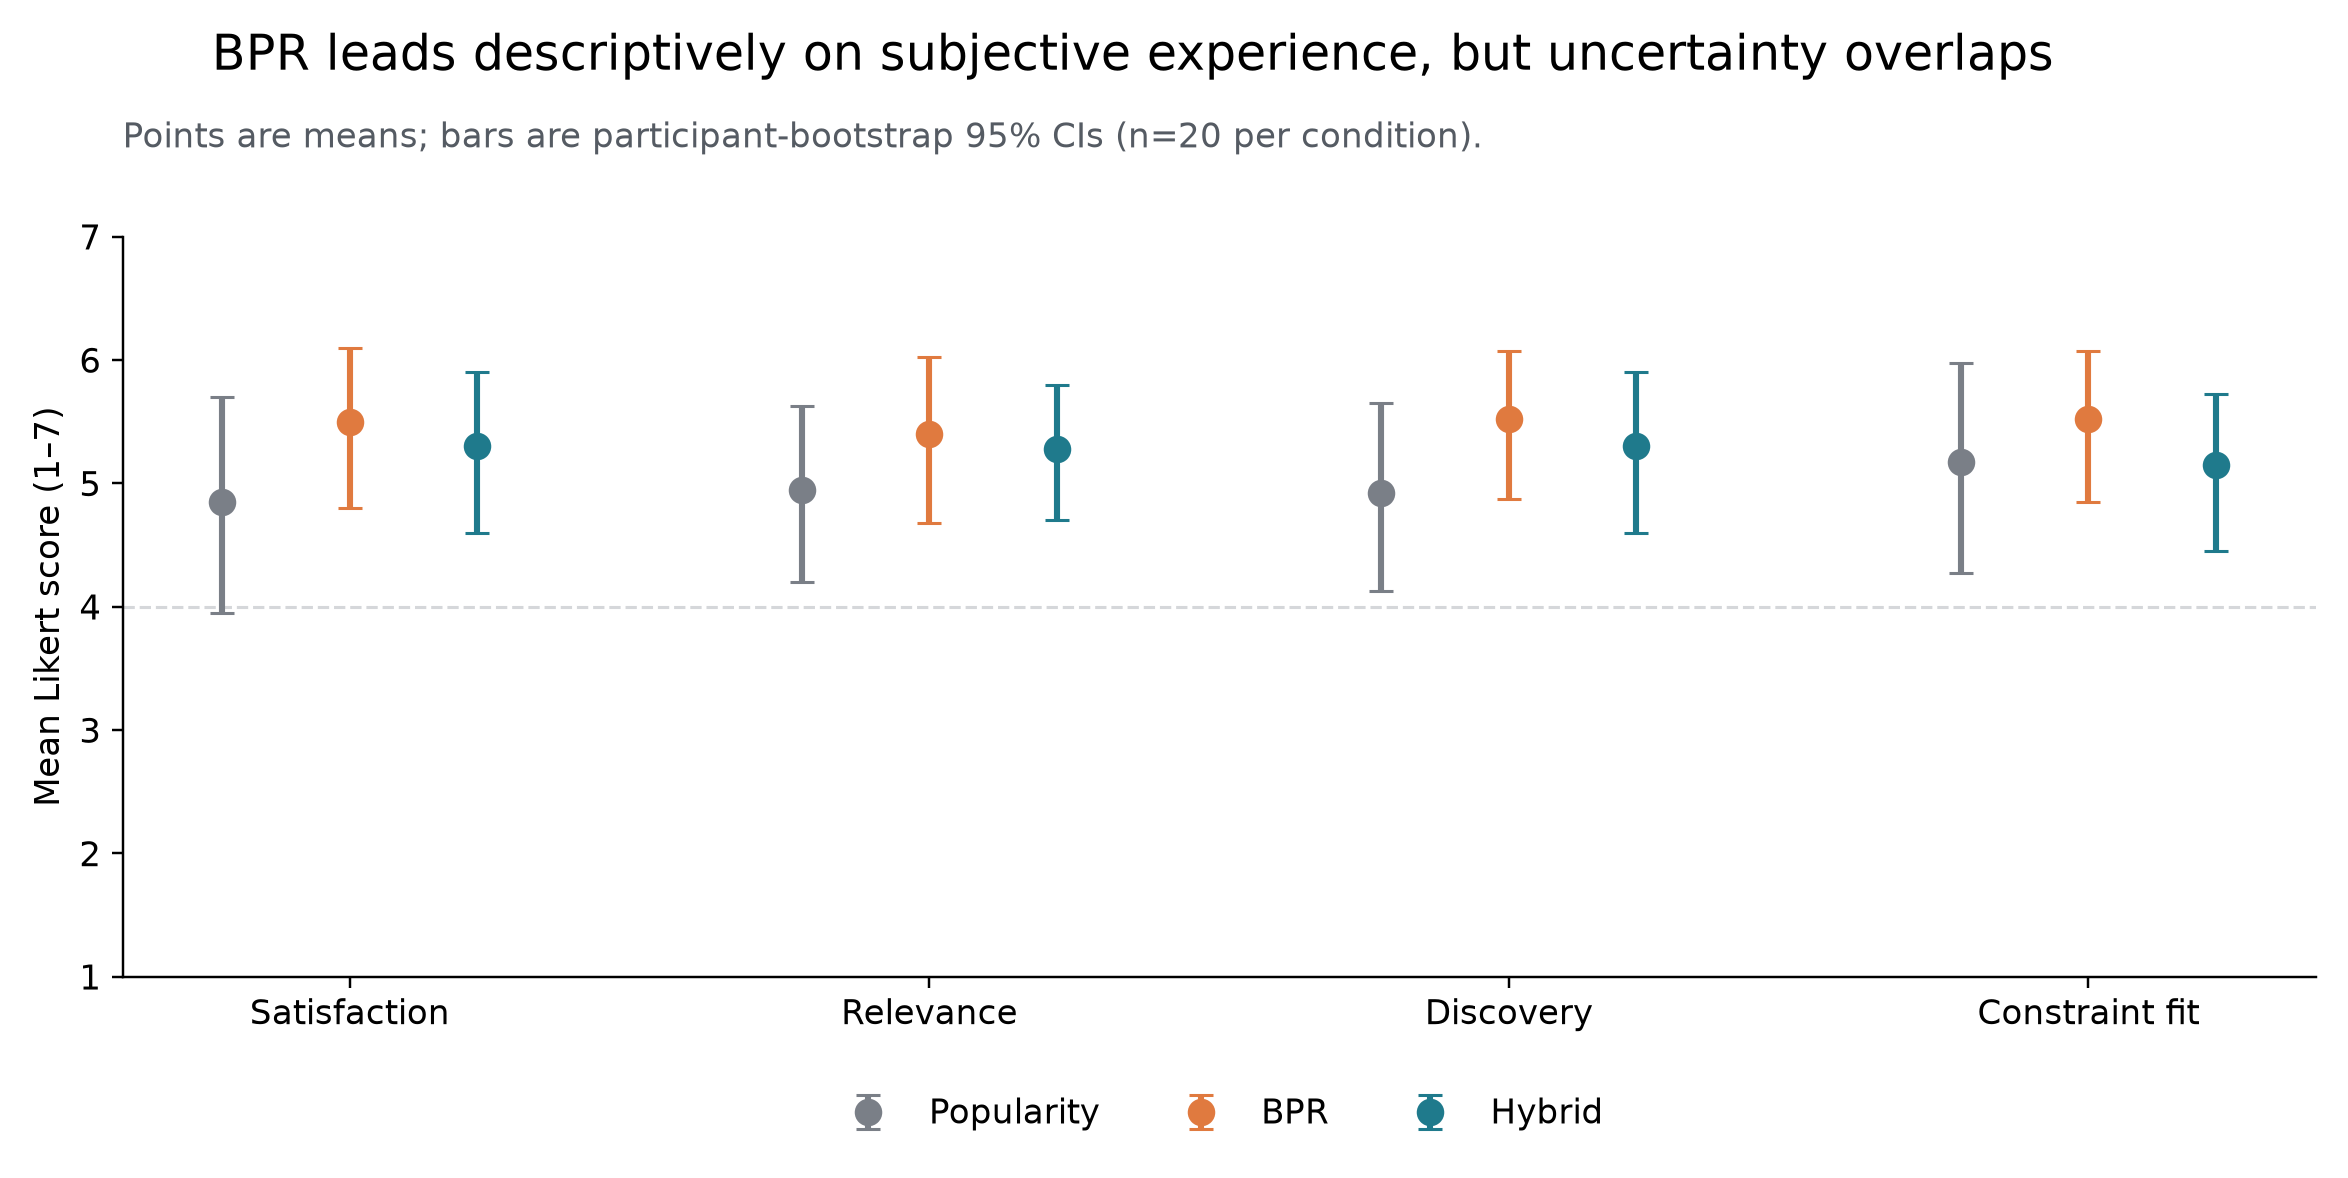 BPR leads descriptively on subjective experience, but uncertainty overlaps
Points are means; bars are participant-bootstrap 95% CIs (n=20 per condition).
Mean Likert score (1–7)
7
6
5
4
3
2
1
Satisfaction
Relevance
Discovery
Constraint fit
Popularity
BPR
Hybrid